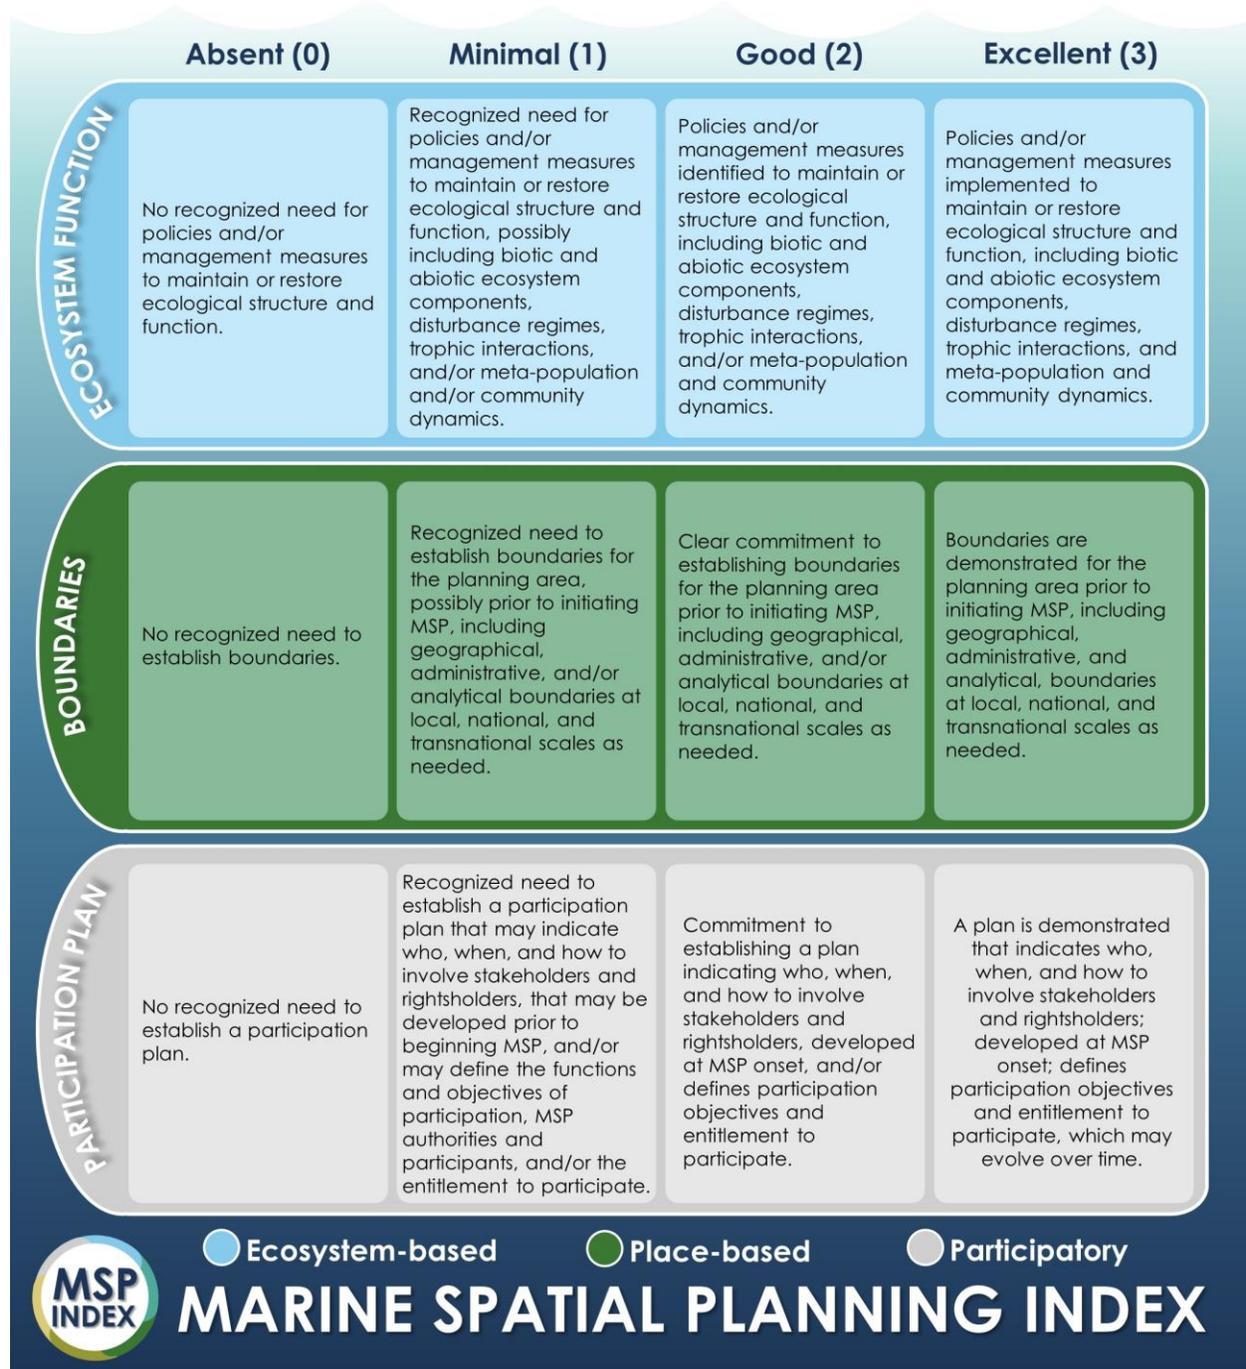 Absent (0)
Minimal (1)
Good (2)
Excellent (3)
ECOSYSTEM FUNCTION
No recognized need for
policies and/or
management measures
to maintain or restore
ecological structure and
function.
Recognized need for
policies and/or
management measures
to maintain or restore
ecological structure and
function, possibly
including biotic and
abiotic ecosystem
components,
disturbance regimes,
trophic interactions,
and/or meta-population
and/or community
dynamics.
Policies and/or
management measures
identified to maintain or
restore ecological
structure and function,
including biotic and
abiotic ecosystem
components,
disturbance regimes,
trophic interactions,
and/or meta-population
and community
dynamics.
Policies and/or
management measures
implemented to
maintain or restore
ecological structure and
function, including biotic
and abiotic ecosystem
components,
disturbance regimes,
trophic interactions, and
meta-population and
community dynamics.
BOUNDARIES
No recognized need to
establish boundaries.
Recognized need to
establish boundaries for
the planning area,
possibly prior to initiating
MSP, including
geographical,
administrative, and/or
analytical boundaries at
local, national, and
transnational scales as
needed.
Clear commitment to
establishing boundaries
for the planning area
prior to initiating MSP,
including geographical,
administrative, and/or
analytical boundaries at
local, national, and
transnational scales as
needed.
Boundaries are
demonstrated for the
planning area prior to
initiating MSP, including
geographical,
administrative, and
analytical, boundaries
at local, national, and
transnational scales as
needed.
PARTICIPATION PLAN
No recognized need to
establish a participation
plan.
Recognized need to
establish a participation
plan that may indicate
who, when, and how to
involve stakeholders and
rightsholders, that may be
developed prior to
beginning MSP, and/or
may define the functions
and objectives of
participation, MSP
authorities and
participants, and/or the
entitlement to participate.
Commitment to
establishing a plan
indicating who, when,
and how to involve
stakeholders and
rightsholders, developed
at MSP onset, and/or
defines participation
objectives and
entitlement to
participate.
A plan is demonstrated
that indicates who,
when, and how to
involve stakeholders
and rightsholders;
developed at MSP
onset; defines
participation objectives
and entitlement to
participate, which may
evolve over time.
Ecosystem-based
Place-based
Participatory
MSP
INDEX
MARINE SPATIAL PLANNING INDEX